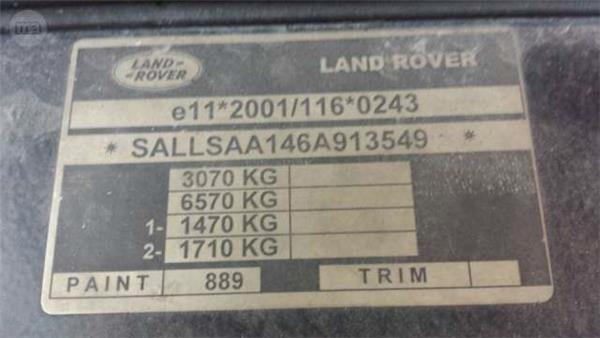 m3
LAND-
-ROVER
LAND ROVER
e11*2001/116*0243
* SALLSAA146A913549 *
3070 KG
6570 KG
1- 1470 KG
2- 1710 KG
PAINT 889 TRIM